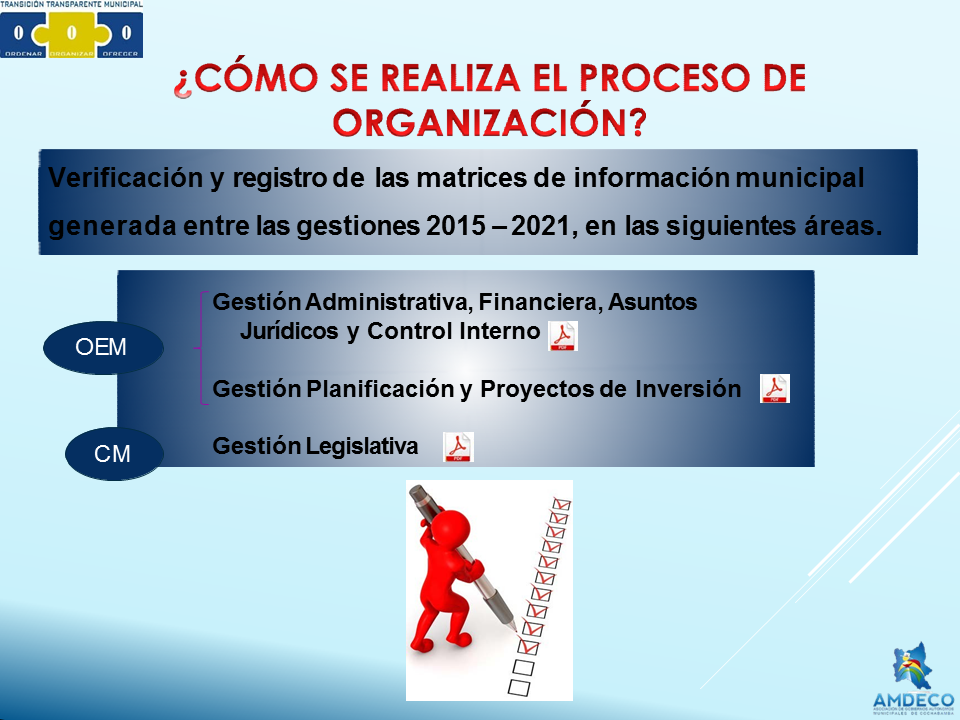 TRANSICIÓN TRANSPARENTE MUNICIPAL
0 0 0
ORDENAR ORGANIZAR OFRECER
¿CÓMO SE REALIZA EL PROCESO DE
ORGANIZACIÓN?
Verificación y registro de las matrices de información municipal
generada entre las gestiones 2015 – 2021, en las siguientes áreas.
Gestión Administrativa, Financiera, Asuntos
Jurídicos y Control Interno
PDF
OEM
Gestión Planificación y Proyectos de Inversión
PDF
CM
Gestión Legislativa
PDF
AMDECO
ASOCIACIÓN DE GOBIERNOS AUTÓNOMOS
MUNICIPALES DE COCHABAMBA